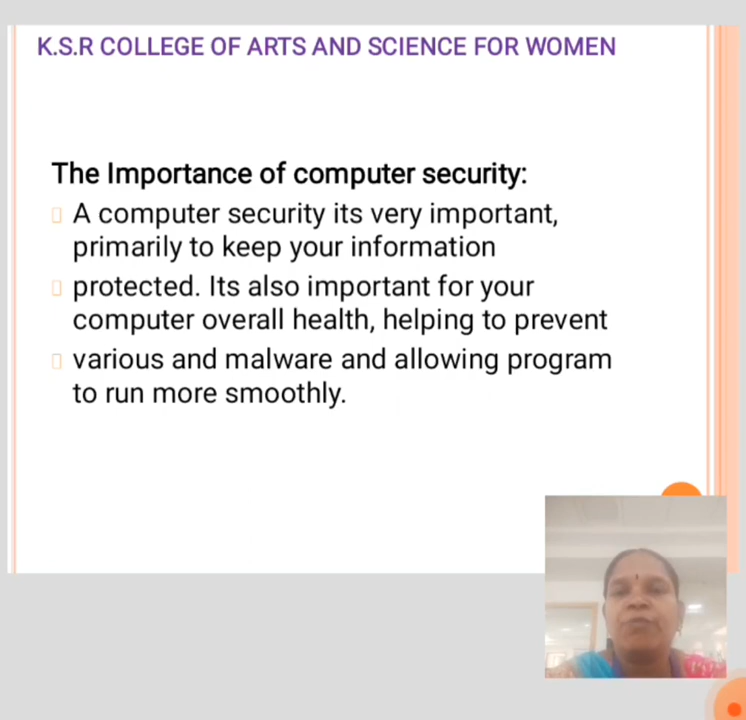 K.S.R COLLEGE OF ARTS AND SCIENCE FOR WOMEN
The Importance of computer security:
A computer security its very important,
primarily to keep your information
protected. Its also important for your
computer overall health, helping to prevent
various and malware and allowing program
to run more smoothly.